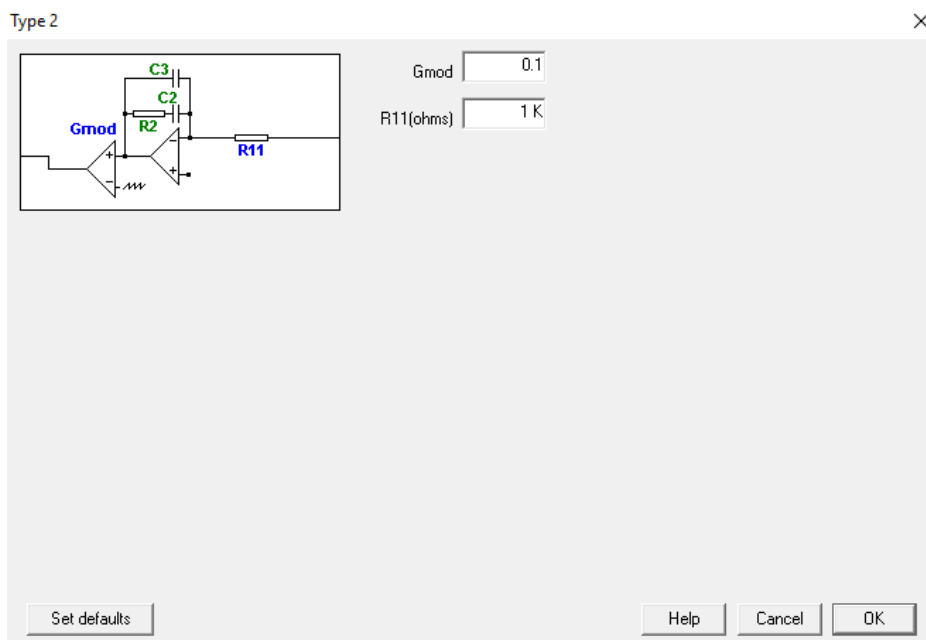 Type 2
C3
C2
R2
Gmod
R11
Gmod 0.1
R11(ohms) 1 K
Set defaults Help Cancel OK